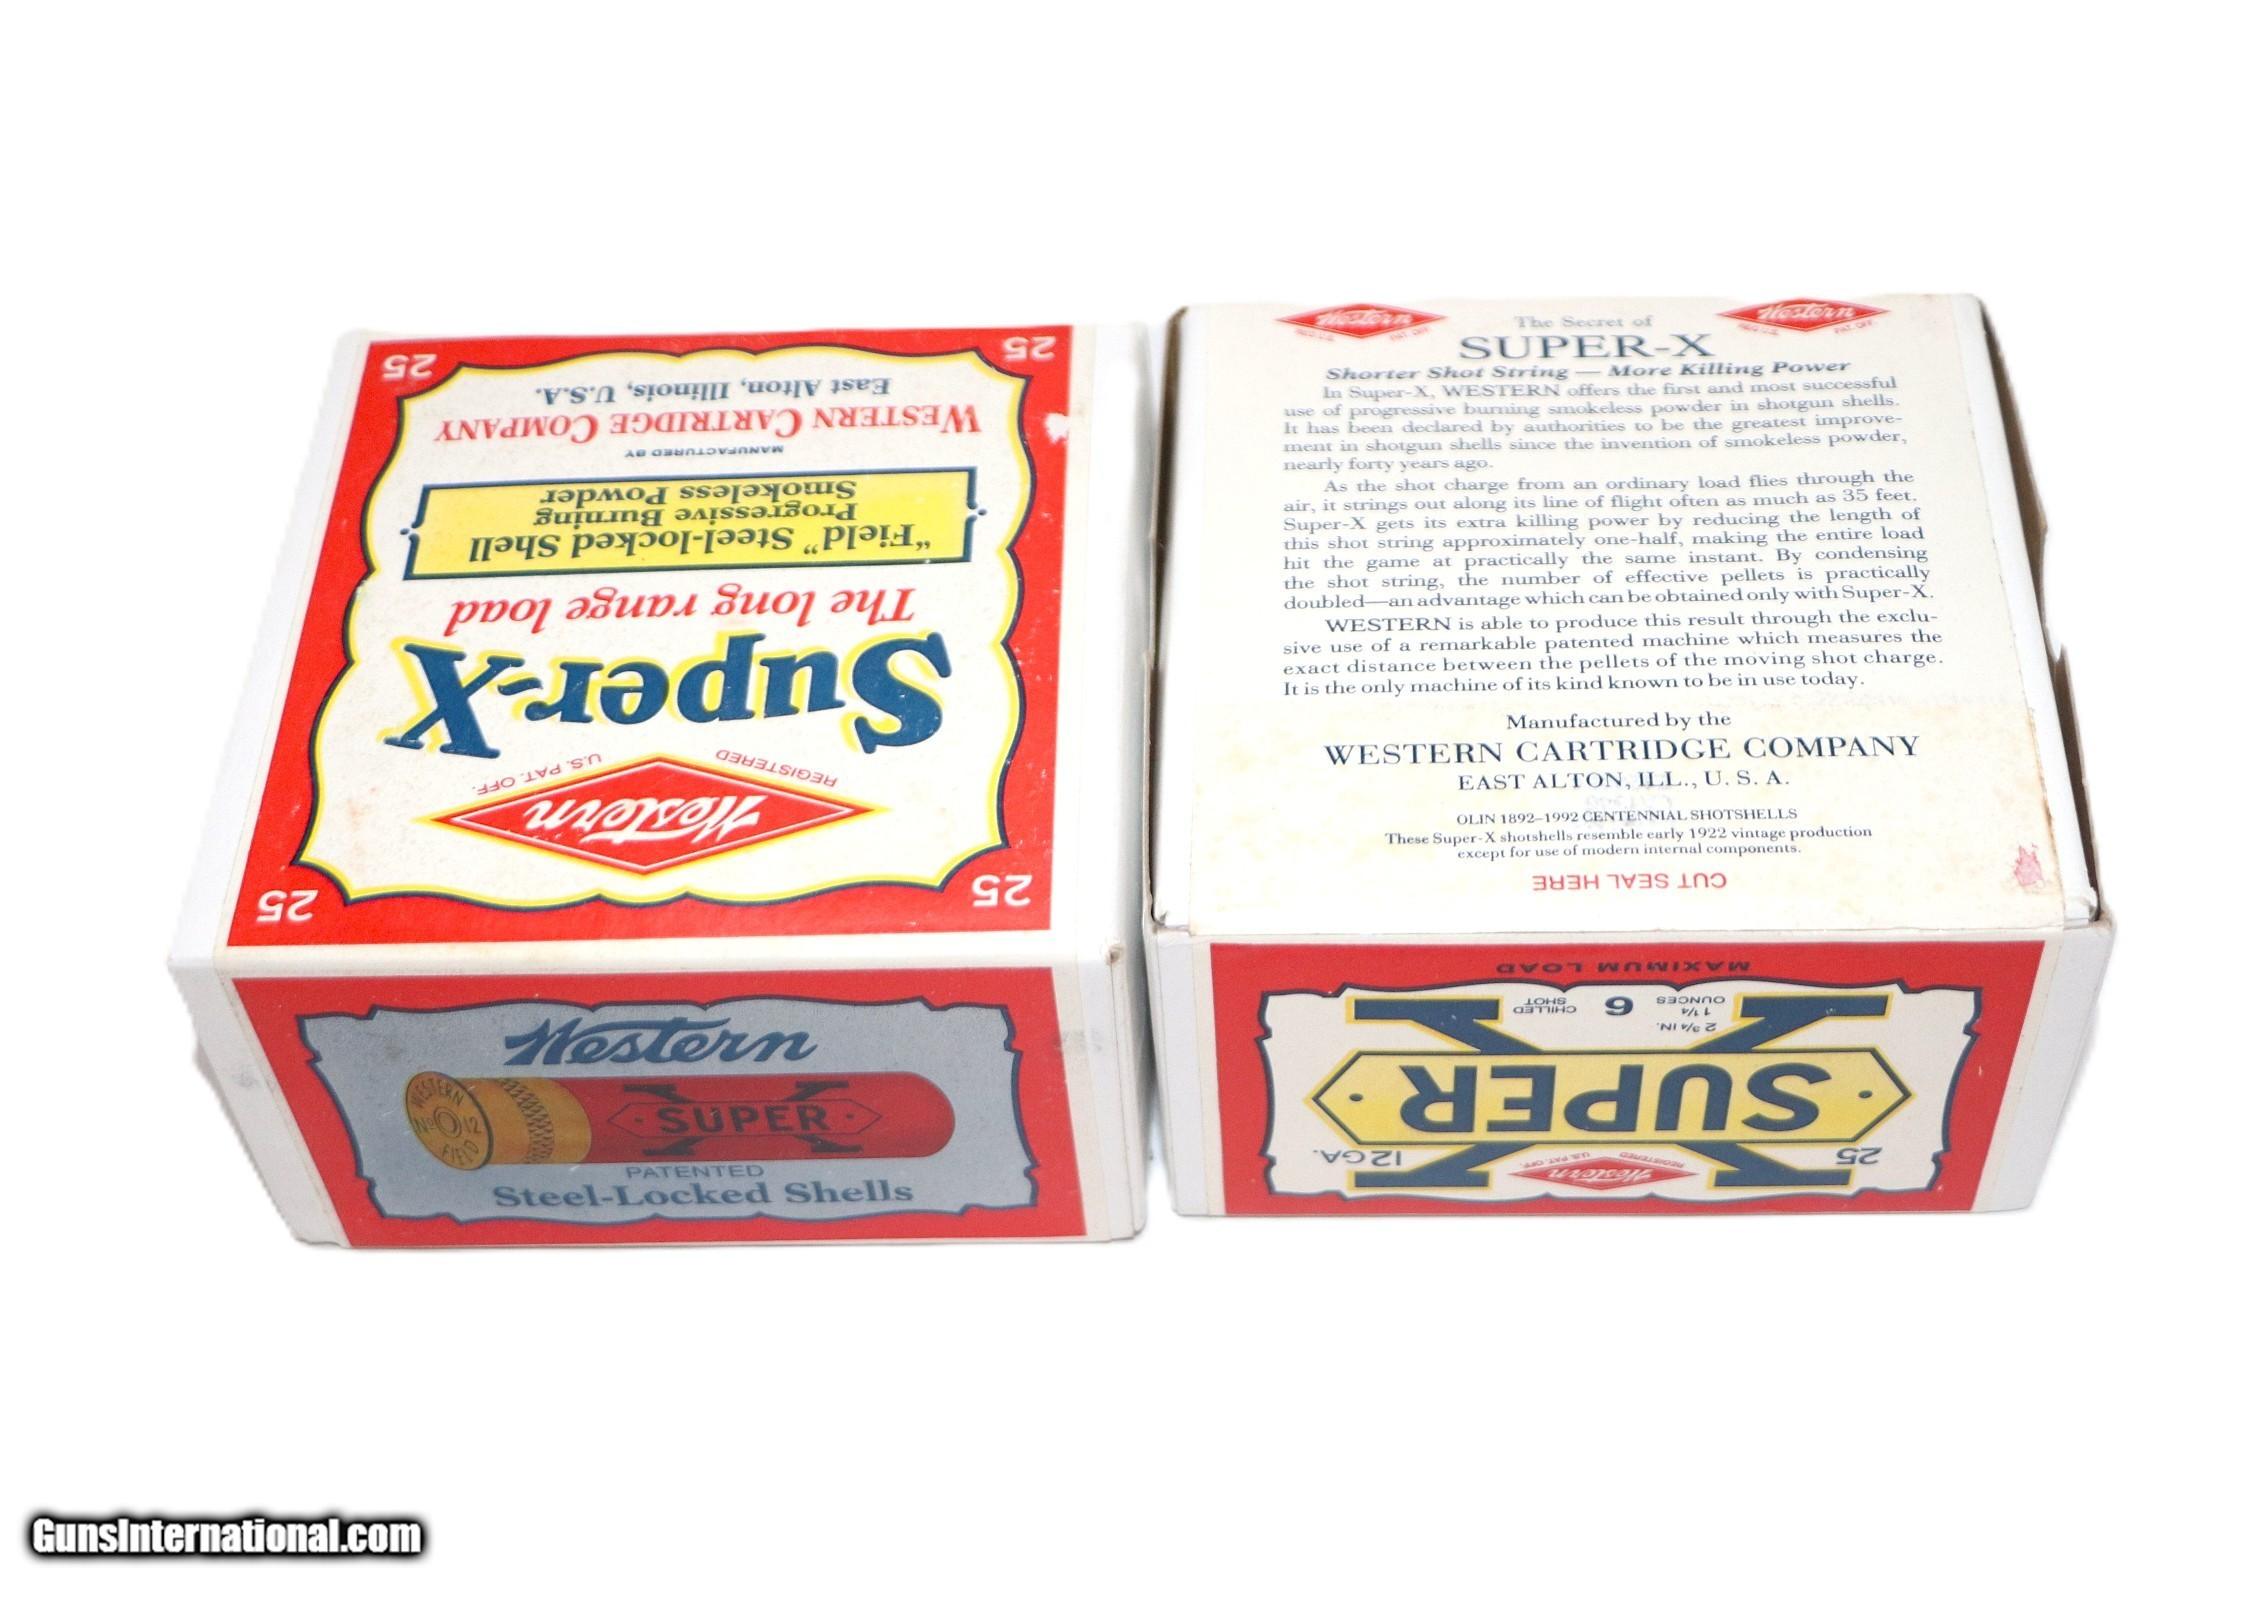 25
25
Western
REGISTERED
U.S. PAT. OFF.
Super-X
The long range load
"Field" Steel-locked Shell
Progressive Burning
Smokeless Powder
MANUFACTURED BY
WESTERN CARTRIDGE COMPANY
East Alton, Illinois, U.S.A.
25
25
Western
WESTERN
No 12
FIELD
SUPER
X
PATENTED
Steel-Locked Shells
Western
PAT. OFF.
Western
PAT. OFF.
The Secret of
SUPER-X
Shorter Shot String — More Killing Power
In Super-X, WESTERN offers the first and most successful
use of progressive burning smokeless powder in shotgun shells.
It has been declared by authorities to be the greatest improve-
ment in shotgun shells since the invention of smokeless powder,
nearly forty years ago.
As the shot charge from an ordinary load flies through the
air, it strings out along its line of flight often as much as 35 feet.
Super-X gets its extra killing power by reducing the length of
this shot string approximately one-half, making the entire load
hit the game at practically the same instant. By condensing
the shot string, the number of effective pellets is practically
doubled—an advantage which can be obtained only with Super-X.
WESTERN is able to produce this result through the exclu-
sive use of a remarkable patented machine which measures the
exact distance between the pellets of the moving shot charge.
It is the only machine of its kind known to be in use today.
Manufactured by the
WESTERN CARTRIDGE COMPANY
EAST ALTON, ILL., U. S. A.
OLIN 1892–1992 CENTENNIAL SHOTSHELLS
These Super-X shotshells resemble early 1922 vintage production
except for use of modern internal components.
CUT SEAL HERE
25
Western
REGISTERED
U.S. PAT. OFF.
12 GA.
SUPER
X
2 3/4 IN.
1 1/4
OUNCES
6
CHILLED
SHOT
MAXIMUM LOAD
GunsInternational.com